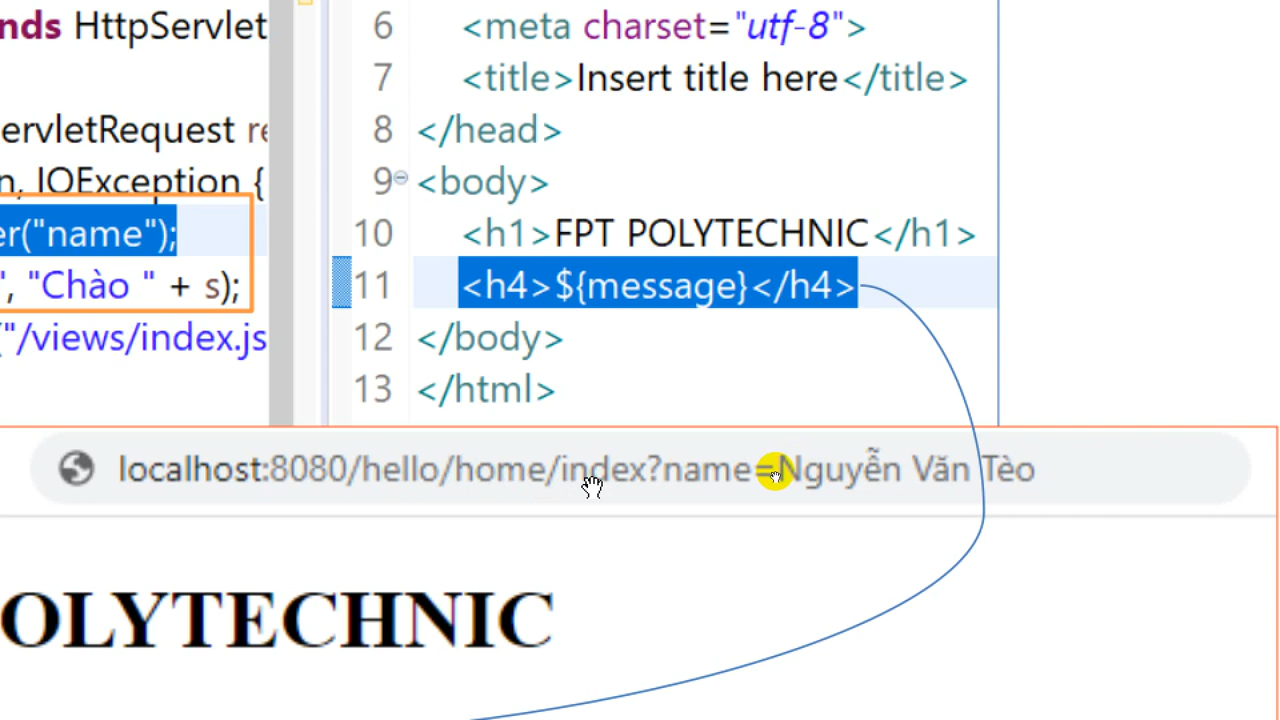 nds HttpServlet
ervletRequest re
n, IOException {
er("name");
", "Chào " + s);
("/views/index.js
6 <meta charset="utf-8">
7 <title>Insert title here</title>
8 </head>
9 <body>
10 <h1>FPT POLYTECHNIC</h1>
11 <h4>${message}</h4>
12 </body>
13 </html>
localhost:8080/hello/home/index?name=Nguyễn Văn Tèo
OLYTECHNIC